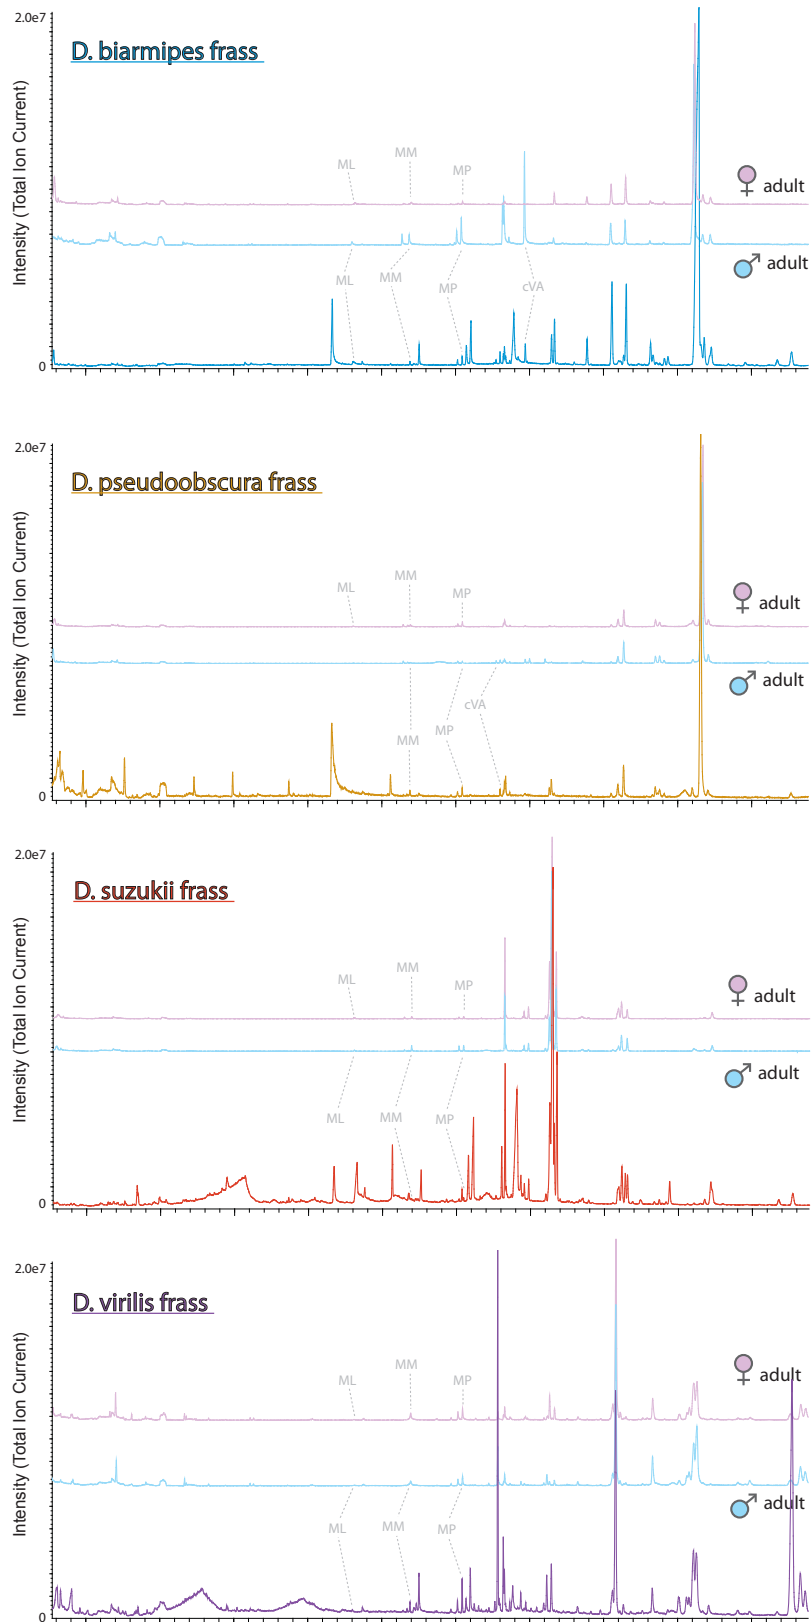 2.0e7
D. biarmipes frass
Intensity (Total Ion Current)
ML
MM
MP
adult
adult
ML
MM
MP
cVA
0
2.0e7
D. pseudoobscura frass
Intensity (Total Ion Current)
ML
MM
MP
adult
adult
cVA
MP
MM
0
2.0e7
D. suzukii frass
Intensity (Total Ion Current)
ML
MM
MP
adult
adult
ML
MM
MP
0
2.0e7
D. virilis frass
Intensity (Total Ion Current)
ML
MM
MP
adult
adult
ML
MM
MP
0